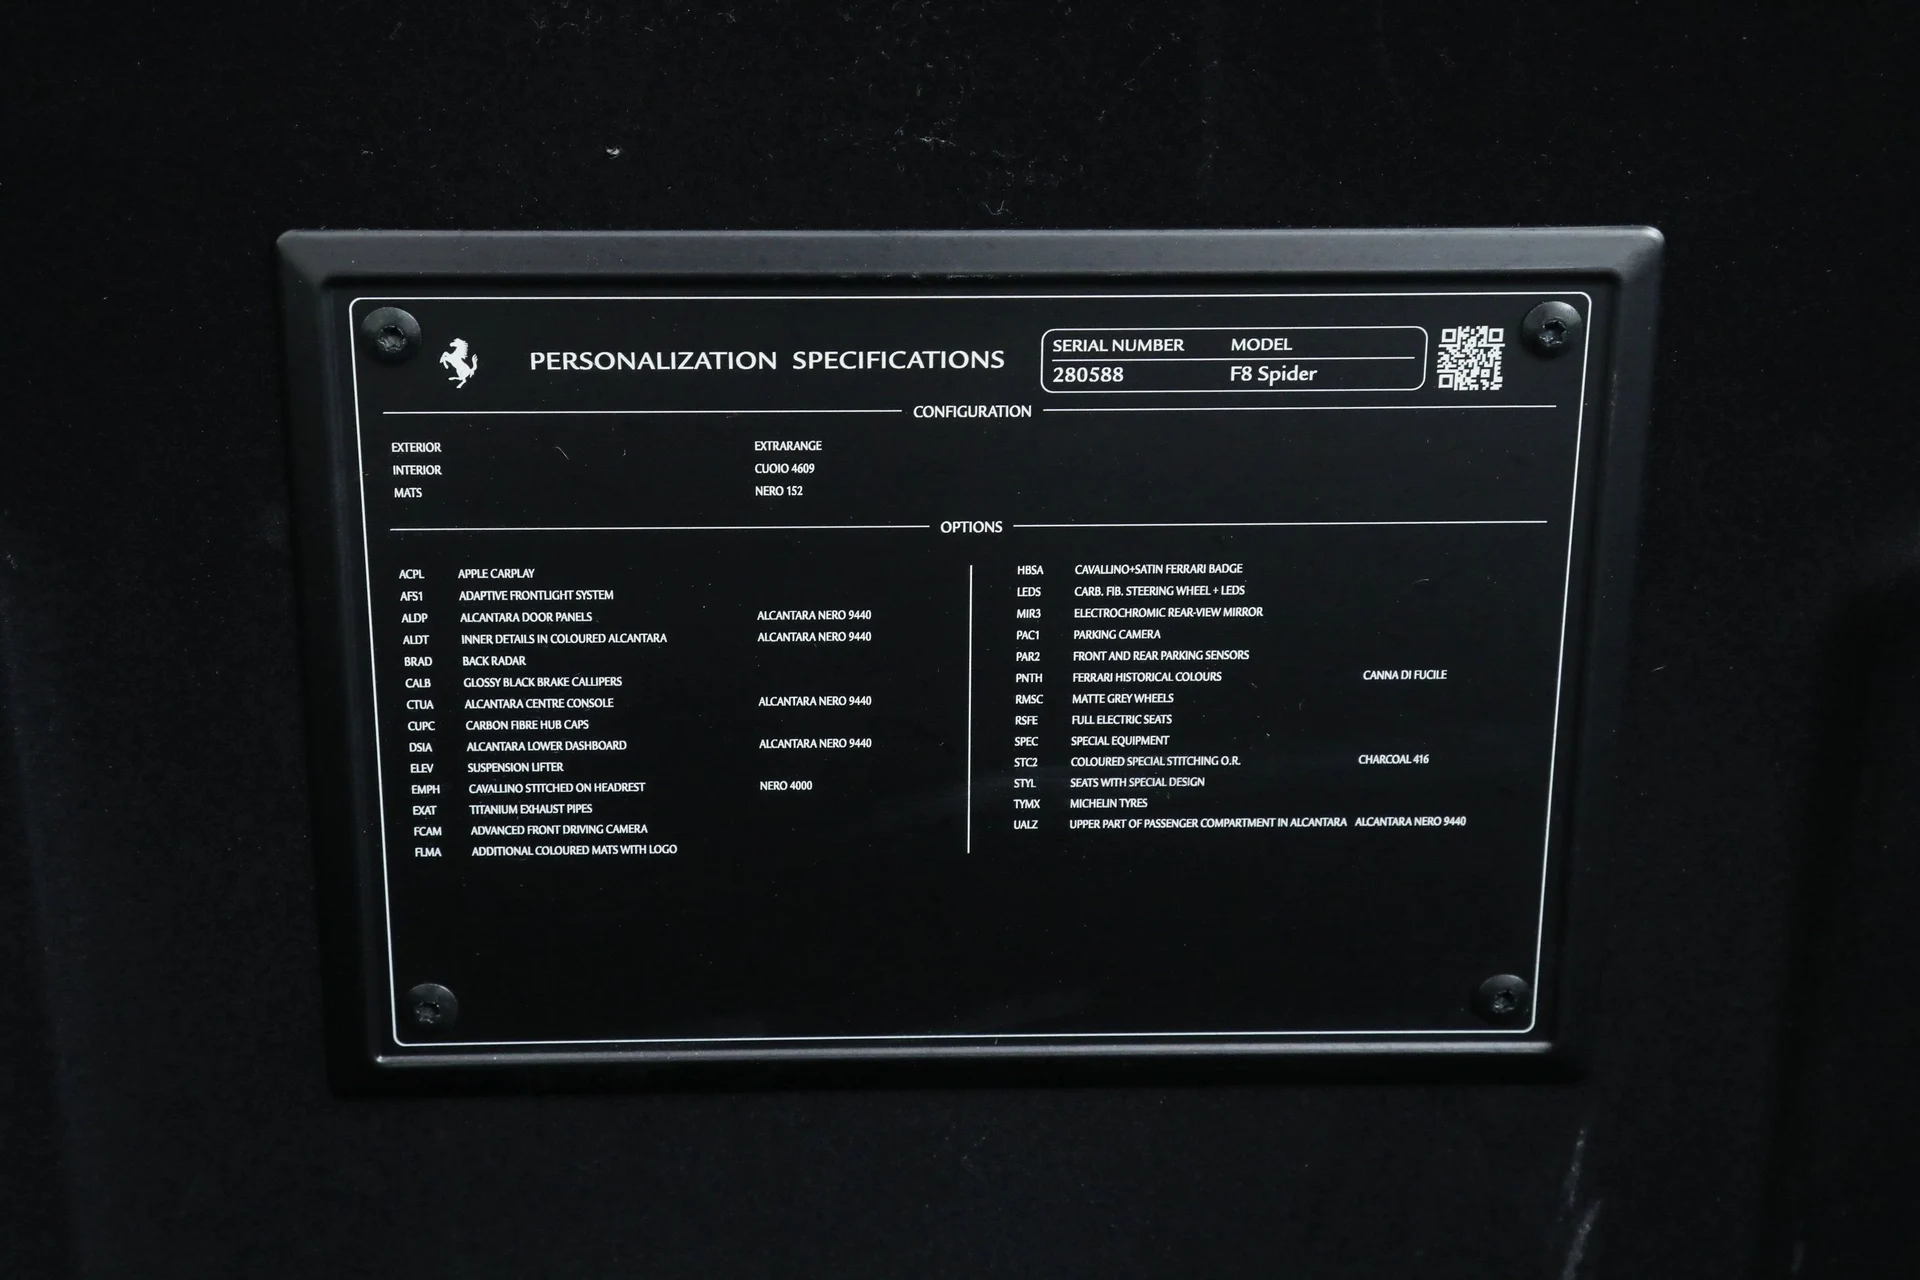 PERSONALIZATION SPECIFICATIONS
SERIAL NUMBER MODEL
280588 F8 Spider
CONFIGURATION
EXTERIOR EXTRARANGE
INTERIOR CUOIO 4609
MATS NERO 152
OPTIONS
ACPL APPLE CARPLAY
AFS1 ADAPTIVE FRONTLIGHT SYSTEM
ALDP ALCANTARA DOOR PANELS ALCANTARA NERO 9440
ALDT INNER DETAILS IN COLOURED ALCANTARA ALCANTARA NERO 9440
BRAD BACK RADAR
CALB GLOSSY BLACK BRAKE CALLIPERS
CTUA ALCANTARA CENTRE CONSOLE ALCANTARA NERO 9440
CUPC CARBON FIBRE HUB CAPS
DSIA ALCANTARA LOWER DASHBOARD ALCANTARA NERO 9440
ELEV SUSPENSION LIFTER
EMPH CAVALLINO STITCHED ON HEADREST NERO 4000
EXAT TITANIUM EXHAUST PIPES
FCAM ADVANCED FRONT DRIVING CAMERA
FLMA ADDITIONAL COLOURED MATS WITH LOGO
HBSA CAVALLINO+SATIN FERRARI BADGE
LEDS CARB. FIB. STEERING WHEEL + LEDS
MIR3 ELECTROCHROMIC REAR-VIEW MIRROR
PAC1 PARKING CAMERA
PAR2 FRONT AND REAR PARKING SENSORS
PNTH FERRARI HISTORICAL COLOURS CANNA DI FUCILE
RMSC MATTE GREY WHEELS
RSFE FULL ELECTRIC SEATS
SPEC SPECIAL EQUIPMENT
STC2 COLOURED SPECIAL STITCHING O.R. CHARCOAL 416
STYL SEATS WITH SPECIAL DESIGN
TYMX MICHELIN TYRES
UALZ UPPER PART OF PASSENGER COMPARTMENT IN ALCANTARA ALCANTARA NERO 9440